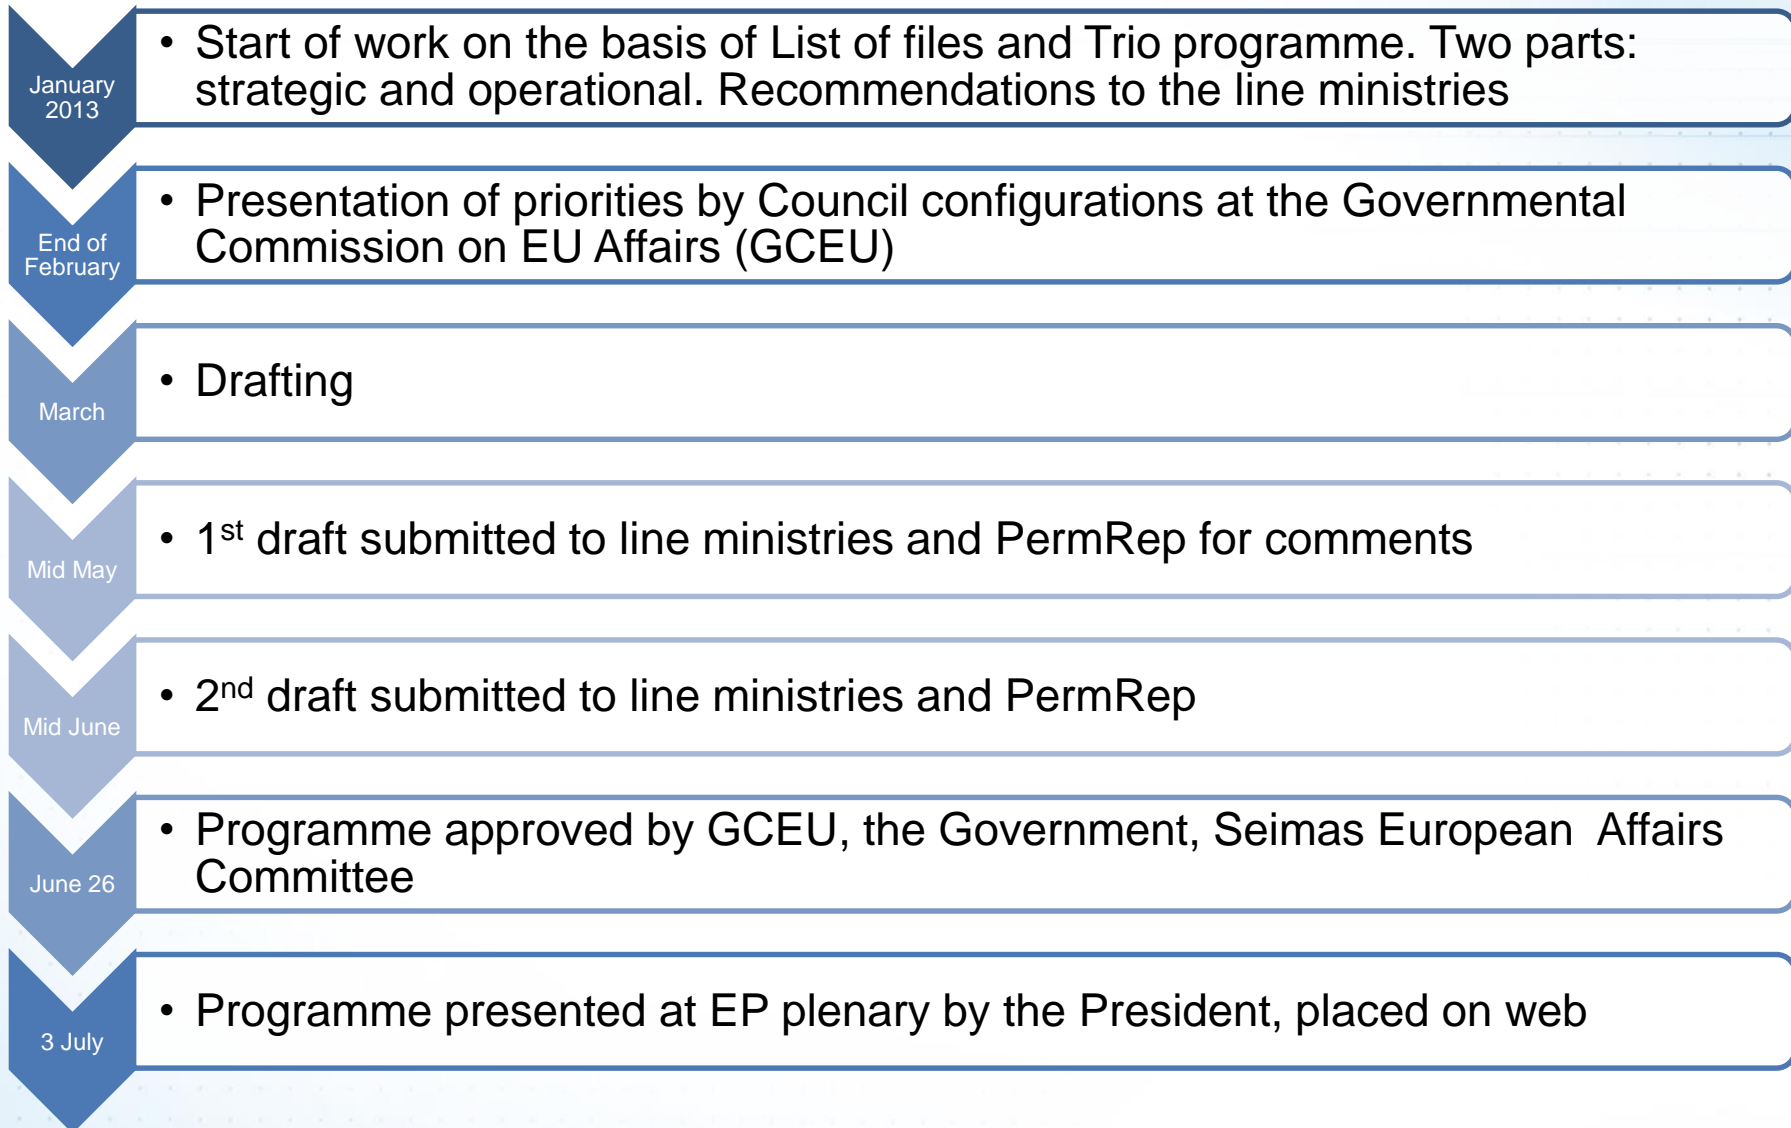 January
2013
• Start of work on the basis of List of files and Trio programme. Two parts:
strategic and operational. Recommendations to the line ministries
End of
February
• Presentation of priorities by Council configurations at the Governmental
Commission on EU Affairs (GCEU)
March
• Drafting
Mid May
• 1st draft submitted to line ministries and PermRep for comments
Mid June
• 2nd draft submitted to line ministries and PermRep
June 26
• Programme approved by GCEU, the Government, Seimas European Affairs
Committee
3 July
• Programme presented at EP plenary by the President, placed on web